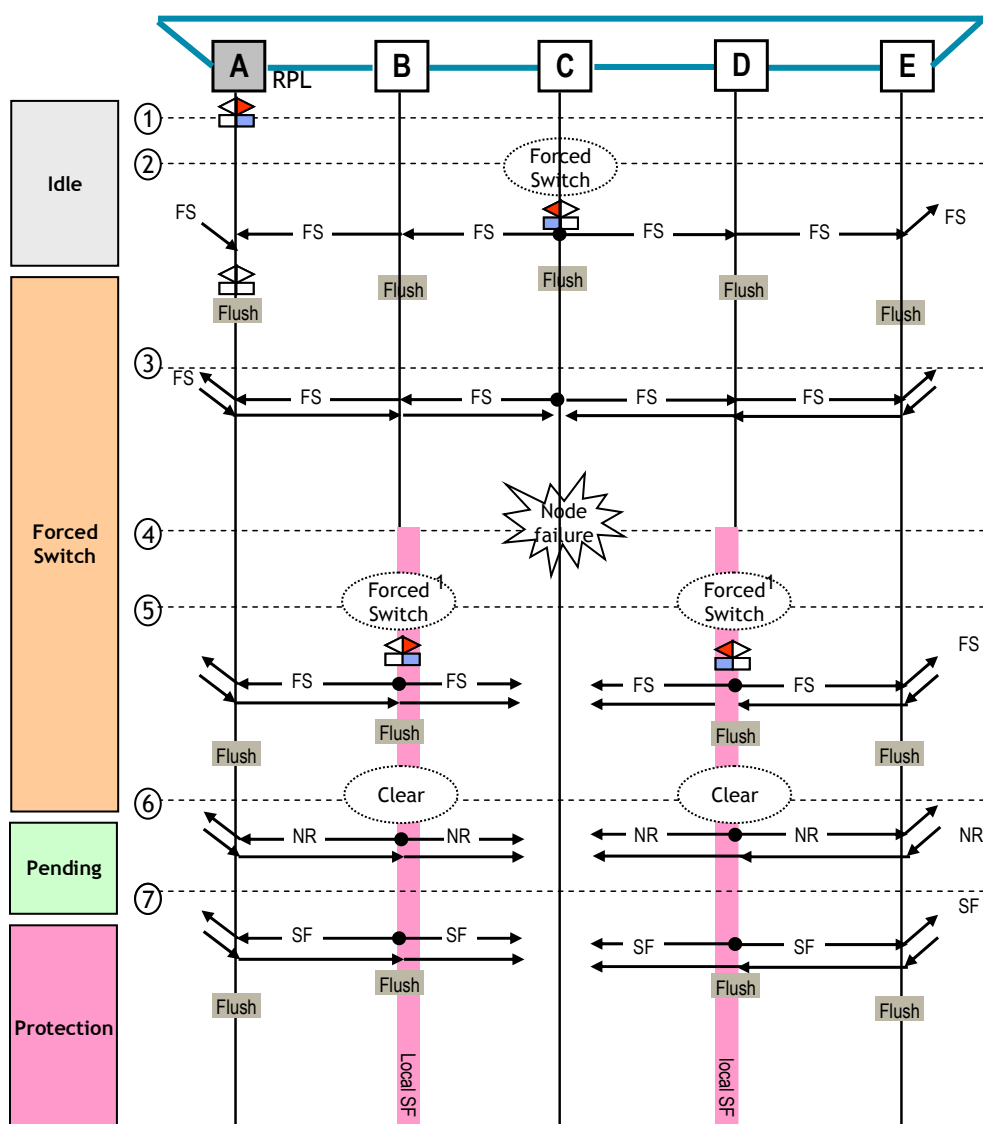 A
B
C
D
E
RPL
1
2
Idle
Forced
Switch
FS
FS
FS
FS
FS
FS
Flush
Flush
Flush
Flush
Flush
3
FS
FS
FS
FS
FS
Forced
Switch
4
Node
failure
5
Forced 1
Switch
Forced 1
Switch
FS
FS
FS
FS
FS
Flush
Flush
Flush
Flush
6
Clear
Clear
Pending
NR
NR
NR
NR
NR
7
SF
SF
SF
SF
SF
Protection
Flush
Flush
Flush
Flush
Local SF
local SF